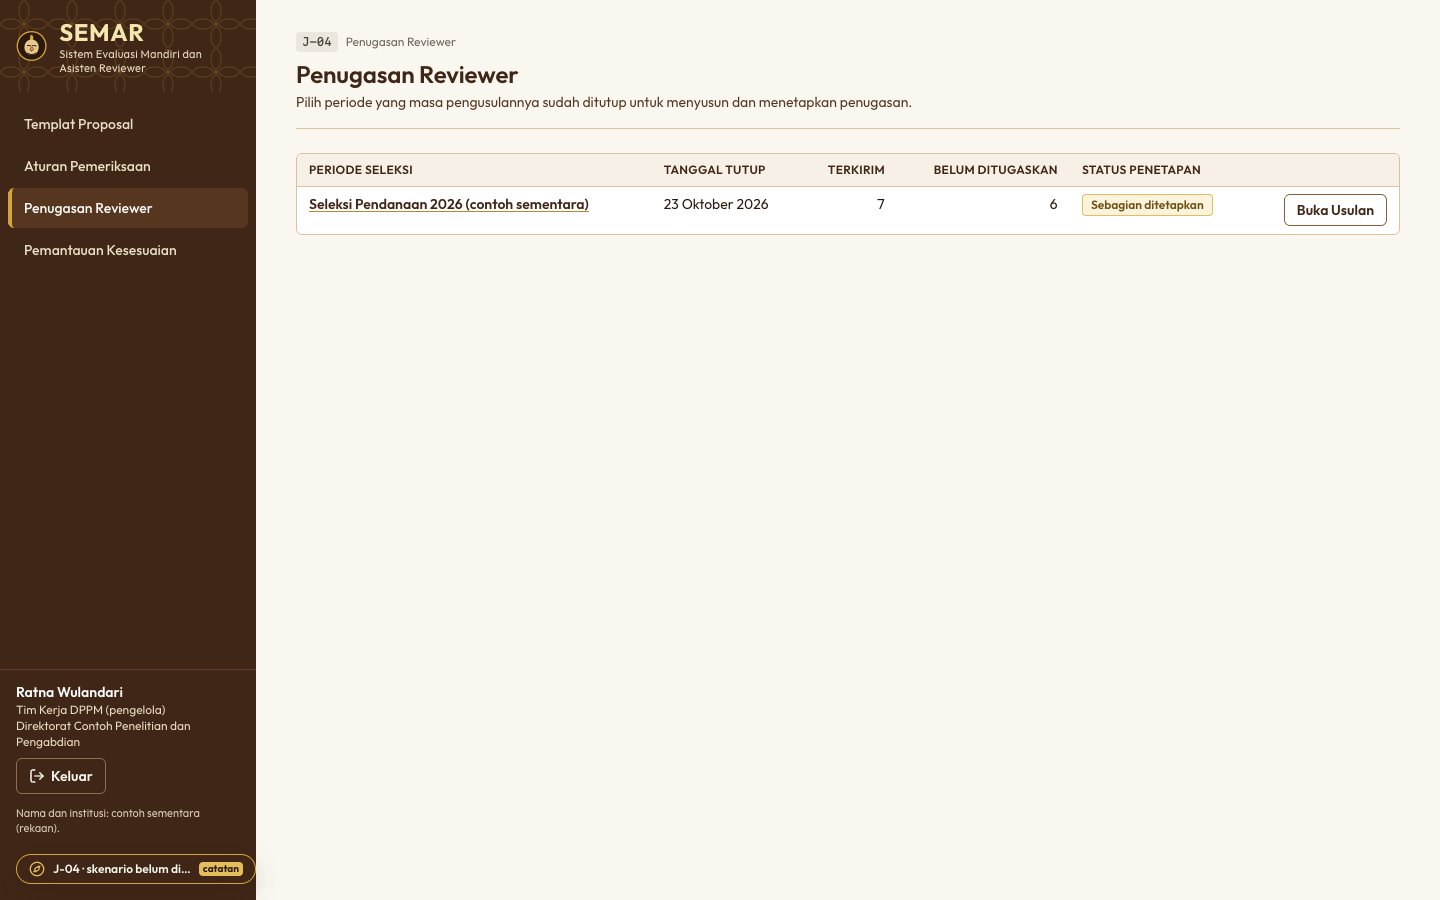 SEMAR
Sistem Evaluasi Mandiri dan
Asisten Reviewer
Templat Proposal
Aturan Pemeriksaan
Penugasan Reviewer
Pemantauan Kesesuaian
Ratna Wulandari
Tim Kerja DPPM (pengelola)
Direktorat Contoh Penelitian dan
Pengabdian
Keluar
Nama dan institusi: contoh sementara
(rekaan).
J-04 · skenario belum di... catatan
J-04 Penugasan Reviewer
Penugasan Reviewer
Pilih periode yang masa pengusulannya sudah ditutup untuk menyusun dan menetapkan penugasan.
PERIODE SELEKSI TANGGAL TUTUP TERKIRIM BELUM DITUGASKAN STATUS PENETAPAN
Seleksi Pendanaan 2026 (contoh sementara) 23 Oktober 2026 7 6 Sebagian ditetapkan Buka Usulan